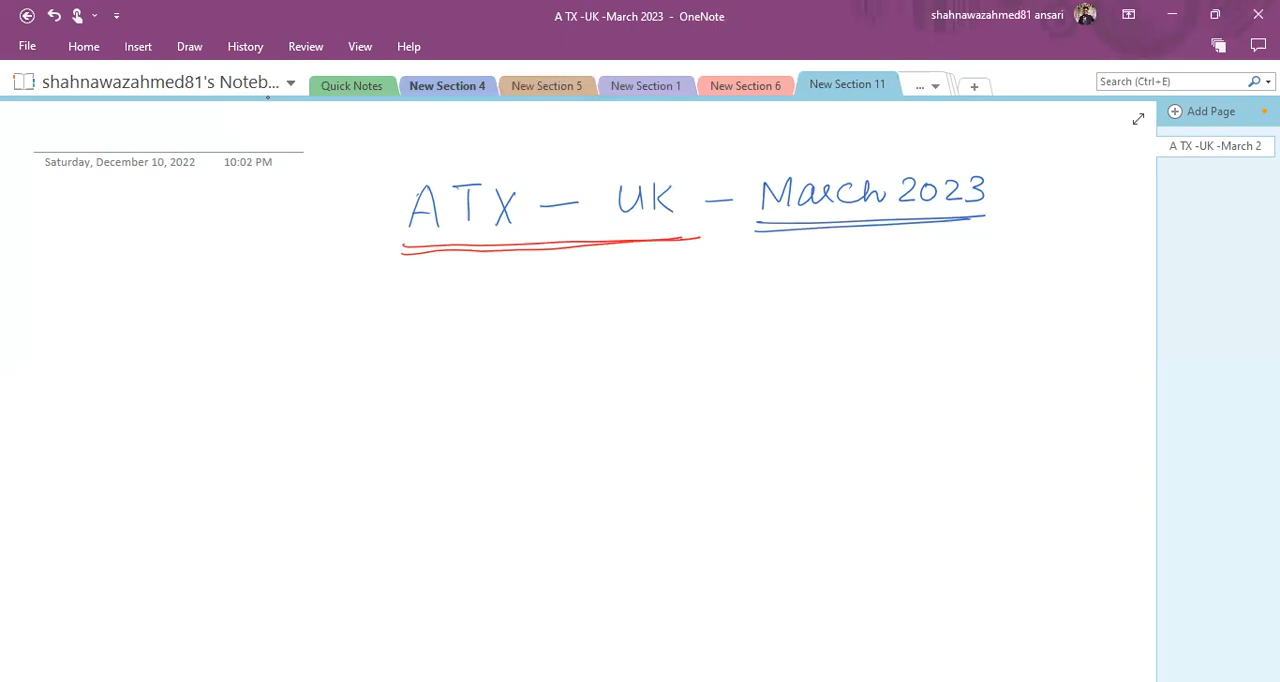 A TX -UK -March 2023 - OneNote
shahnawazahmed81 ansari
File Home Insert Draw History Review View Help
shahnawazahmed81's Noteb...
Quick Notes New Section 4 New Section 5 New Section 1 New Section 6 New Section 11 ... +
Search (Ctrl+E)
Add Page
A TX -UK -March 2
Saturday, December 10, 2022 10:02 PM
ATX - UK - March 2023